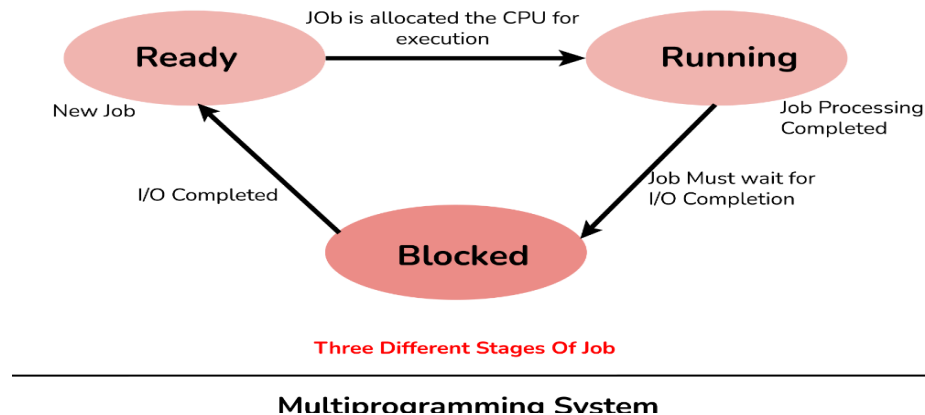 JOb is allocated the CPU for
execution
Ready
Running
New Job
Job Processing
Completed
I/O Completed
Job Must wait for
I/O Completion
Blocked
Three Different Stages Of Job
Multiprogramming System